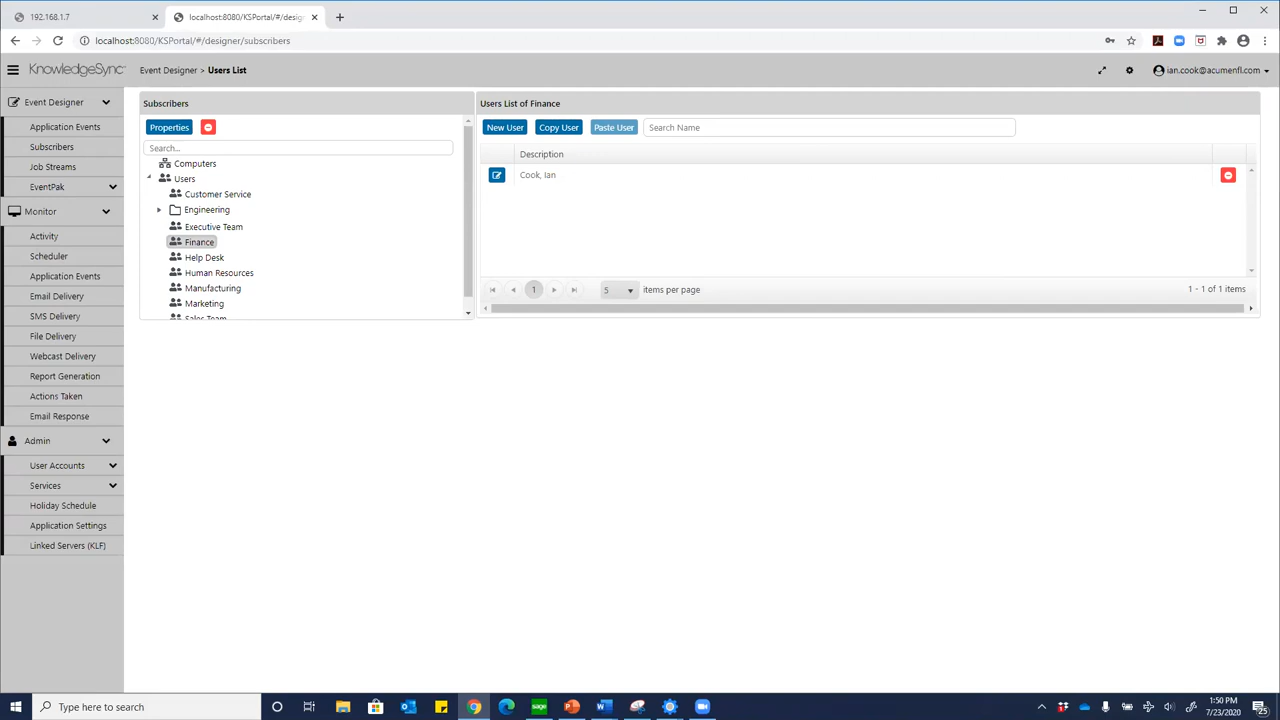 192.168.1.7
localhost:8080/KSPortal/#/desig
localhost:8080/KSPortal/#/designer/subscribers
KnowledgeSync
Event Designer > Users List
ian.cook@acumenfl.com
Event Designer
Application Events
Subscribers
Job Streams
EventPak
Monitor
Activity
Scheduler
Application Events
Email Delivery
SMS Delivery
File Delivery
Webcast Delivery
Report Generation
Actions Taken
Email Response
Admin
User Accounts
Services
Holiday Schedule
Application Settings
Linked Servers (KLF)
Subscribers
Properties
Search...
Computers
Users
Customer Service
Engineering
Executive Team
Finance
Help Desk
Human Resources
Manufacturing
Marketing
Sales Team
Users List of Finance
New User Copy User Paste User Search Name
Description
Cook, Ian
1 5 items per page 1 - 1 of 1 items
Type here to search
sage
1:50 PM
7/23/2020